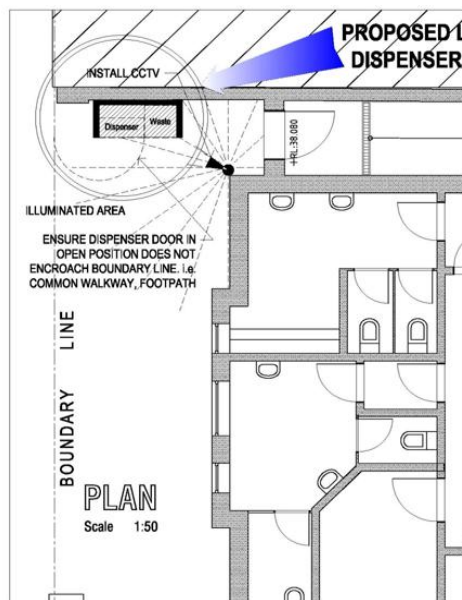 PROPOSED L
DISPENSER
INSTALL CCTV
Dispenser
Waste
+RL:38.080
ILLUMINATED AREA
ENSURE DISPENSER DOOR IN
OPEN POSITION DOES NOT
ENCROACH BOUNDARY LINE. i.e.
COMMON WALKWAY, FOOTPATH
BOUNDARY LINE
PLAN
Scale 1:50